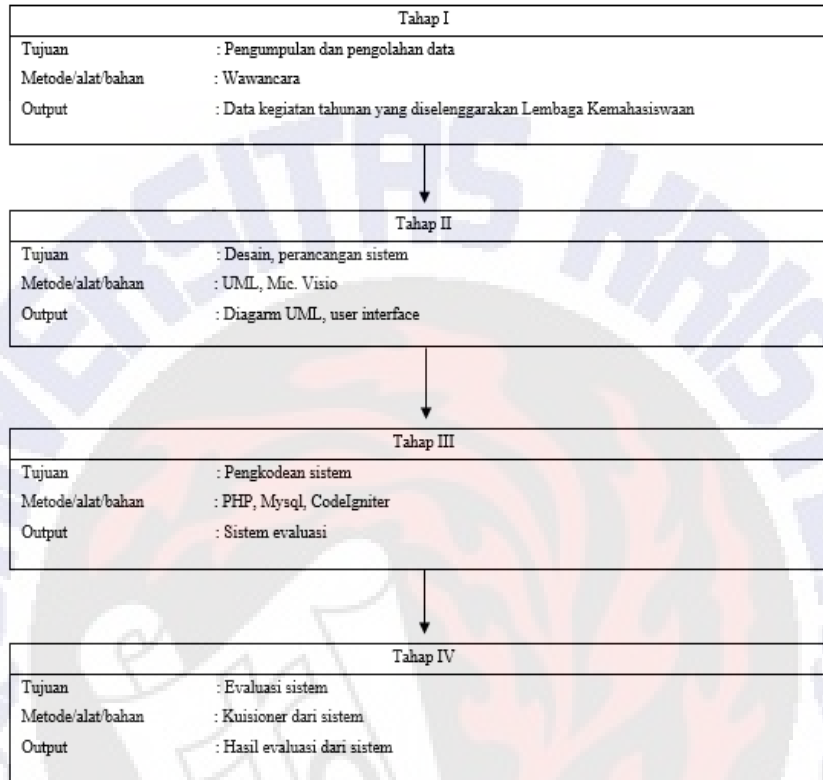 Tahap I
Tujuan : Pengumpulan dan pengolahan data
Metode/alat/bahan : Wawancara
Output : Data kegiatan tahunan yang diselenggarakan Lembaga Kemahasiswaan
Tahap II
Tujuan : Desain, perancangan sistem
Metode/alat/bahan : UML, Mic. Visio
Output : Diagarm UML, user interface
Tahap III
Tujuan : Pengkodean sistem
Metode/alat/bahan : PHP, Mysql, CodeIgniter
Output : Sistem evaluasi
Tahap IV
Tujuan : Evaluasi sistem
Metode/alat/bahan : Kuisioner dari sistem
Output : Hasil evaluasi dari sistem